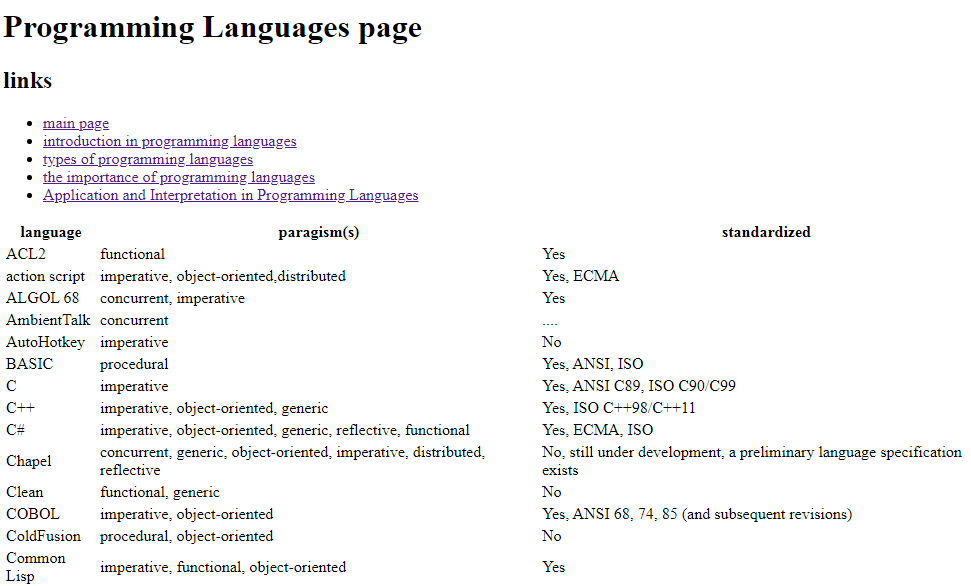 Programming Languages page
links
main page
introduction in programming languages
types of programming languages
the importance of programming languages
Application and Interpretation in Programming Languages
language paragism(s) standardized
ACL2 functional Yes
action script imperative, object-oriented,distributed Yes, ECMA
ALGOL 68 concurrent, imperative Yes
AmbientTalk concurrent ....
AutoHotkey imperative No
BASIC procedural Yes, ANSI, ISO
C imperative Yes, ANSI C89, ISO C90/C99
C++ imperative, object-oriented, generic Yes, ISO C++98/C++11
C# imperative, object-oriented, generic, reflective, functional Yes, ECMA, ISO
Chapel concurrent, generic, object-oriented, imperative, distributed, No, still under development, a preliminary language specification
reflective exists
Clean functional, generic No
COBOL imperative, object-oriented Yes, ANSI 68, 74, 85 (and subsequent revisions)
ColdFusion procedural, object-oriented No
Common imperative, functional, object-oriented Yes
Lisp